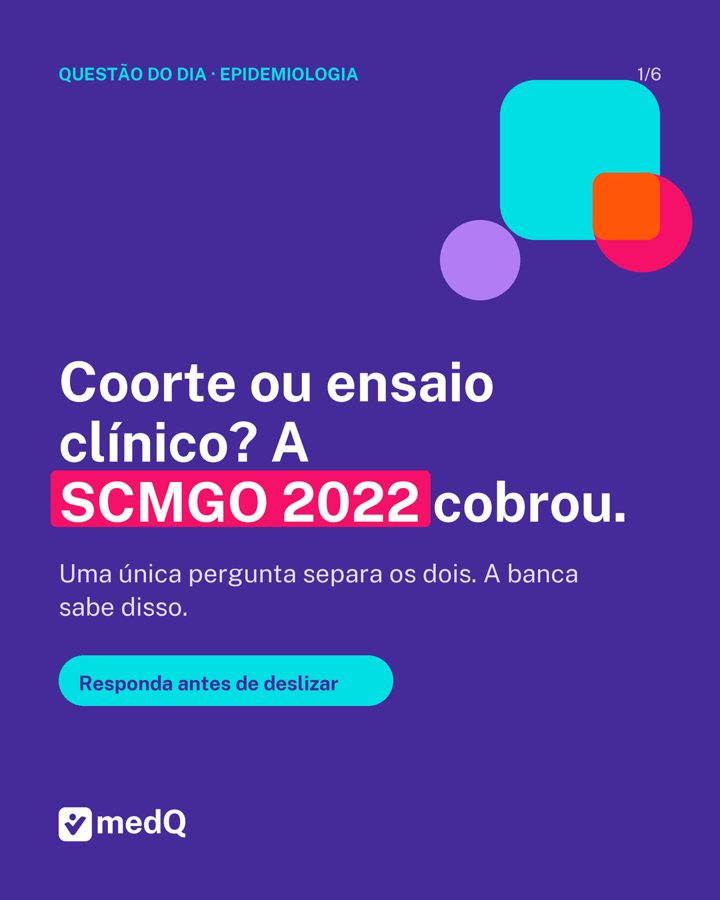 QUESTÃO DO DIA · EPIDEMIOLOGIA
1/6
Coorte ou ensaio
clínico? A
SCMGO 2022 cobrou.
Uma única pergunta separa os dois. A banca
sabe disso.
Responda antes de deslizar
medQ